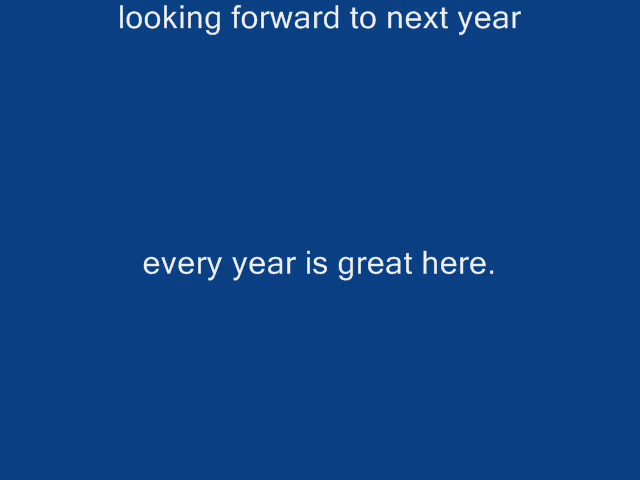 looking forward to next year
every year is great here.